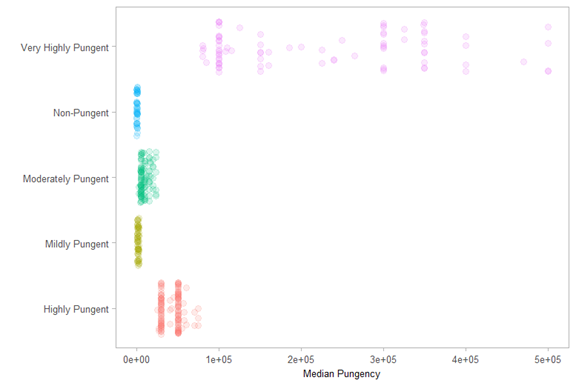 Very Highly Pungent
Non-Pungent
Moderately Pungent
Mildly Pungent
Highly Pungent
0e+00 1e+05 2e+05 3e+05 4e+05 5e+05
Median Pungency